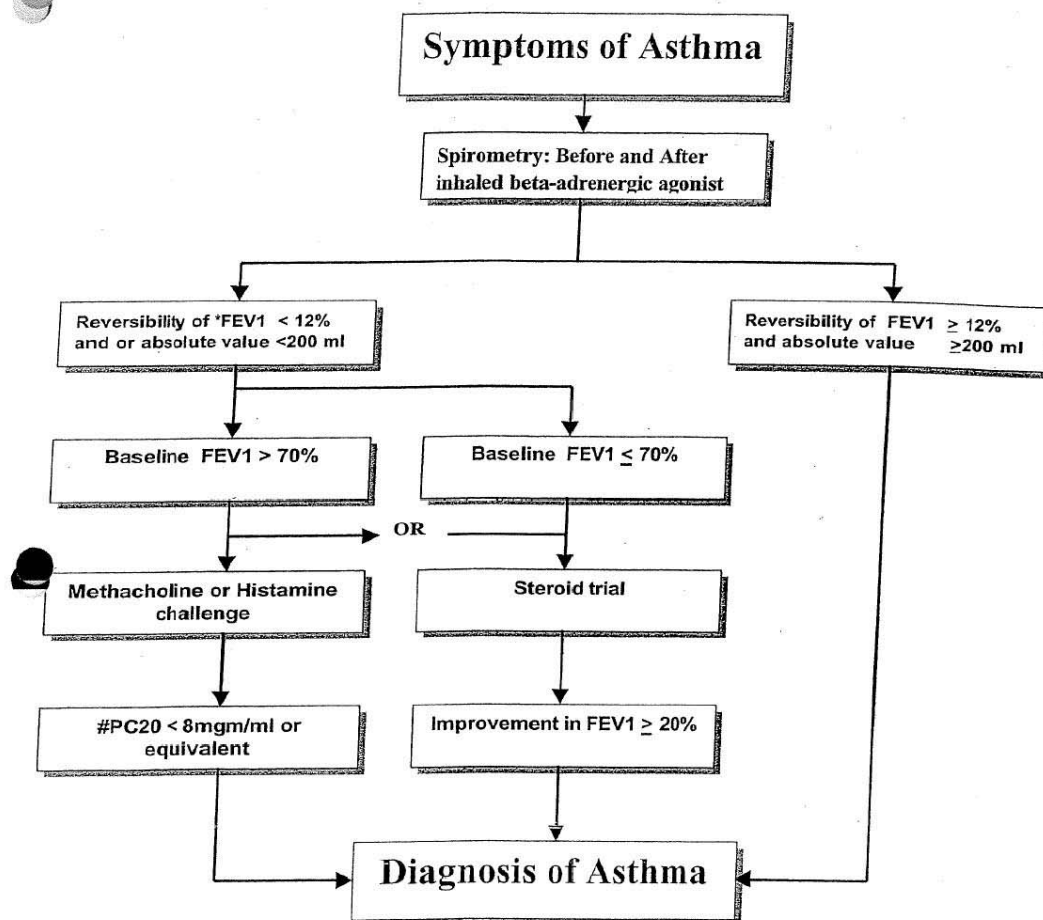 Symptoms of Asthma
Spirometry: Before and After
inhaled beta-adrenergic agonist
Reversibility of *FEV1 < 12%
and or absolute value <200 ml
Reversibility of FEV1 ≥ 12%
and absolute value ≥200 ml
Baseline FEV1 > 70%
Baseline FEV1 ≤ 70%
OR
Methacholine or Histamine
challenge
Steroid trial
#PC20 < 8mgm/ml or
equivalent
Improvement in FEV1 ≥ 20%
Diagnosis of Asthma